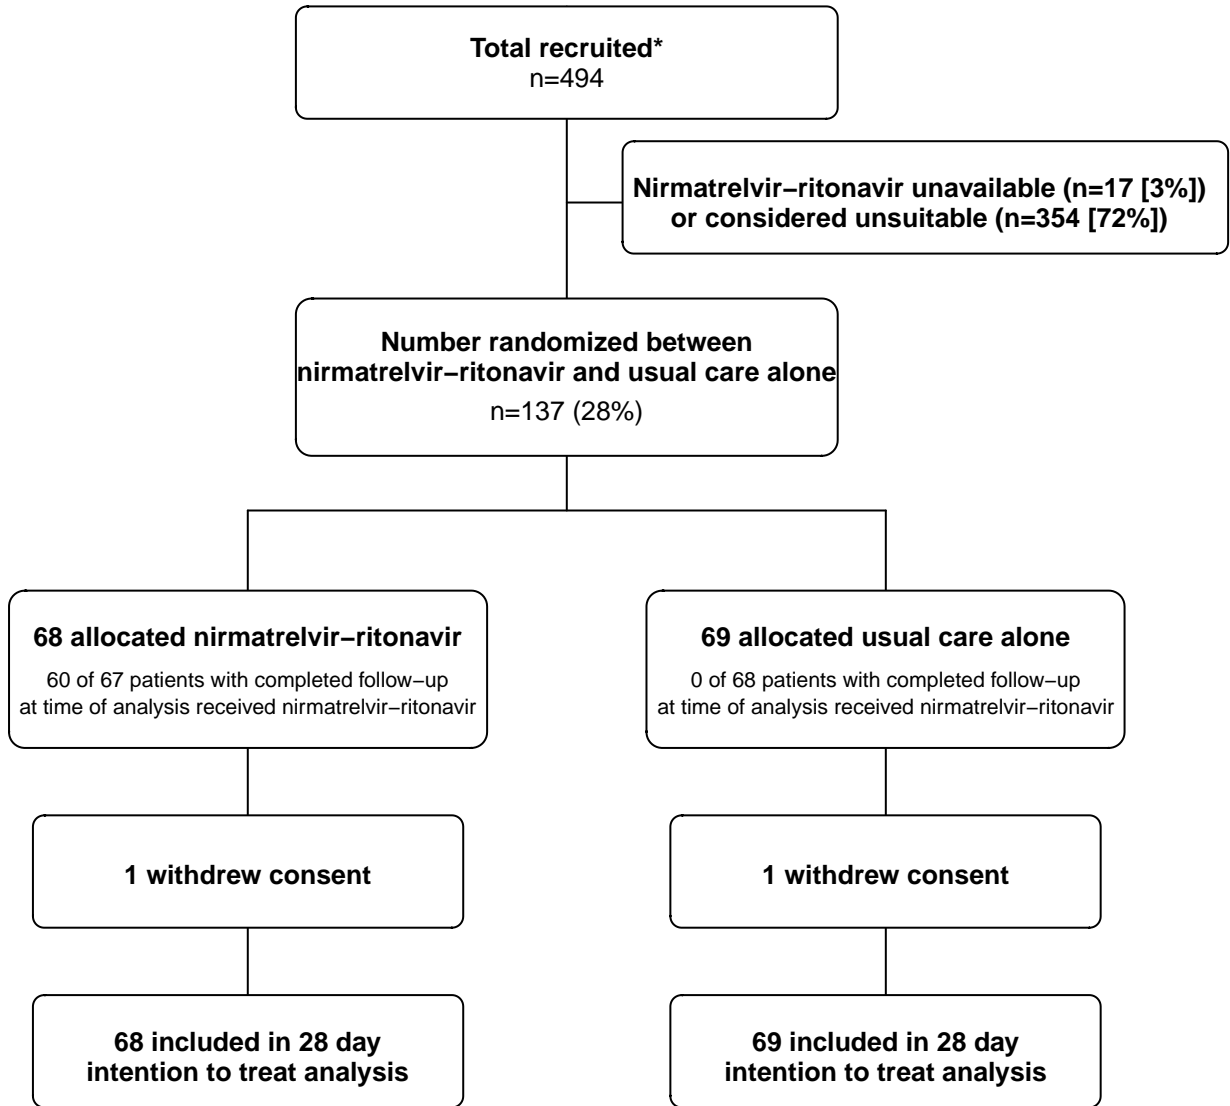 Total recruited*
n=494
Nirmatrelvir−ritonavir unavailable (n=17 [3%])
or considered unsuitable (n=354 [72%])
Number randomized between
nirmatrelvir−ritonavir and usual care alone
n=137 (28%)
68 allocated nirmatrelvir−ritonavir
60 of 67 patients with completed follow−up
at time of analysis received nirmatrelvir−ritonavir
69 allocated usual care alone
0 of 68 patients with completed follow−up
at time of analysis received nirmatrelvir−ritonavir
1 withdrew consent
1 withdrew consent
68 included in 28 day
intention to treat analysis
69 included in 28 day
intention to treat analysis